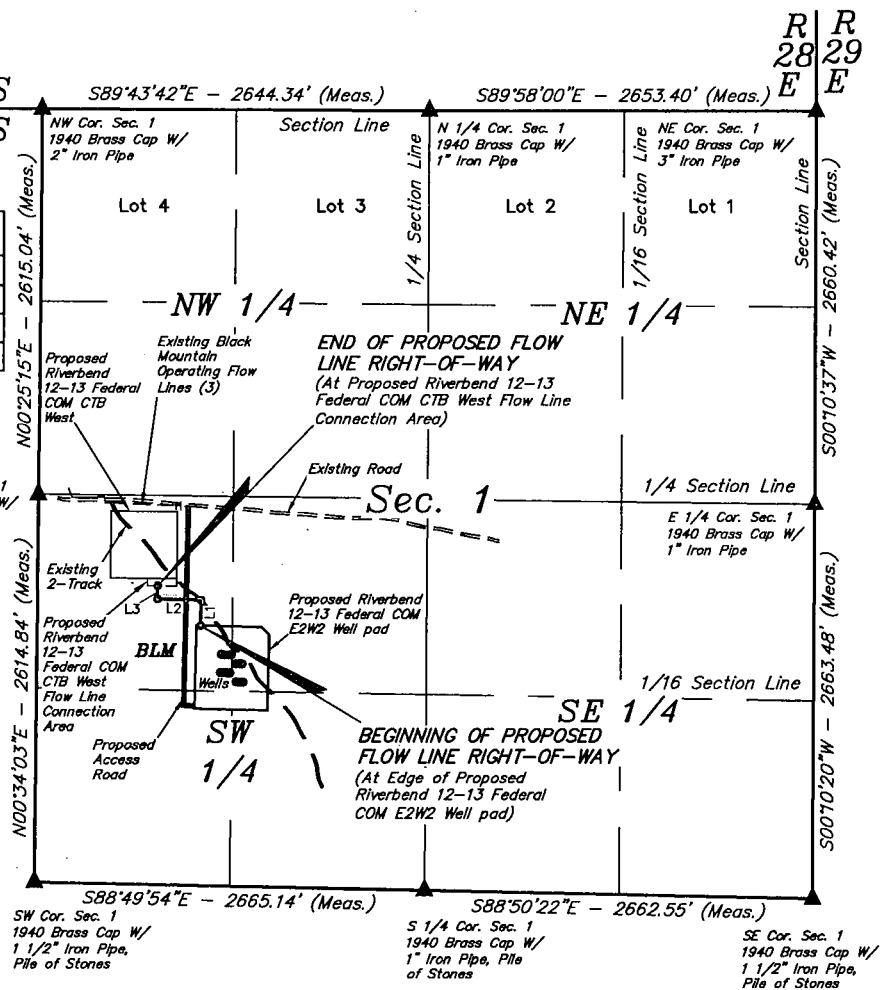 R R
28 29
E E
S
S
S89°43'42"E - 2644.34' (Meas.)
S89°58'00"E - 2653.40' (Meas.)
NW Cor. Sec. 1
1940 Brass Cap W/
2" Iron Pipe
Section Line
N 1/4 Cor. Sec. 1
1940 Brass Cap W/
1" Iron Pipe
NE Cor. Sec. 1
1940 Brass Cap W/
3" Iron Pipe
Lot 4
Lot 3
Lot 2
Lot 1
1/4 Section Line
1/16 Section Line
Section Line
N00°25'15"E - 2615.04' (Meas.)
S00°10'37"W - 2660.42' (Meas.)
NW 1/4
NE 1/4
Proposed
Riverbend
12-13 Federal
COM CTB
West
Existing Black
Mountain
Operating Flow
Lines (3)
END OF PROPOSED FLOW
LINE RIGHT-OF-WAY
(At Proposed Riverbend 12-13
Federal COM CTB West Flow Line
Connection Area)
Existing Road
1
W/
Sec. 1
1/4 Section Line
E 1/4 Cor. Sec. 1
1940 Brass Cap W/
1" Iron Pipe
Existing
2-Track
L3
L2
L1
Proposed
Riverbend
12-13
Federal COM
CTB West
Flow Line
Connection
Area
BLM
Proposed Riverbend
12-13 Federal COM
E2W2 Well pad
Wells
1/16 Section Line
N00°34'03"E - 2614.84' (Meas.)
S00°10'20"W - 2663.48' (Meas.)
Proposed
Access
Road
SW
1/4
SE 1/4
BEGINNING OF PROPOSED
FLOW LINE RIGHT-OF-WAY
(At Edge of Proposed
Riverbend 12-13 Federal
COM E2W2 Well pad)
S88°49'54"E - 2665.14' (Meas.)
S88°50'22"E - 2662.55' (Meas.)
SW Cor. Sec. 1
1940 Brass Cap W/
1 1/2" Iron Pipe,
Pile of Stones
S 1/4 Cor. Sec. 1
1940 Brass Cap W/
1" Iron Pipe, Pile
of Stones
SE Cor. Sec. 1
1940 Brass Cap W/
1 1/2" Iron Pipe,
Pile of Stones